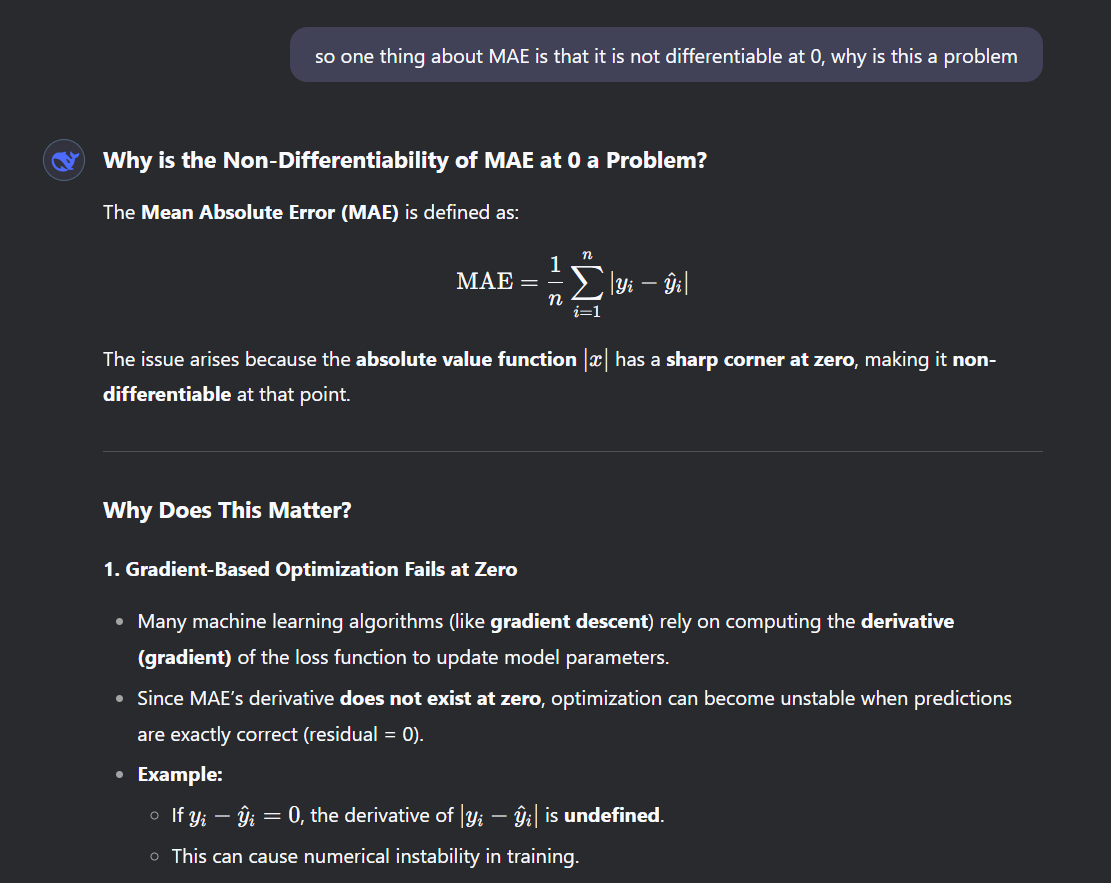 so one thing about MAE is that it is not differentiable at 0, why is this a problem
Why is the Non-Differentiability of MAE at 0 a Problem?
The Mean Absolute Error (MAE) is defined as:
MAE = 1/n ∑_{i=1}^{n} |y_i − ŷ_i|
The issue arises because the absolute value function |x| has a sharp corner at zero, making it non-
differentiable at that point.
Why Does This Matter?
1. Gradient-Based Optimization Fails at Zero
• Many machine learning algorithms (like gradient descent) rely on computing the derivative
(gradient) of the loss function to update model parameters.
• Since MAE’s derivative does not exist at zero, optimization can become unstable when predictions
are exactly correct (residual = 0).
• Example:
○ If y_i − ŷ_i = 0, the derivative of |y_i − ŷ_i| is undefined.
○ This can cause numerical instability in training.